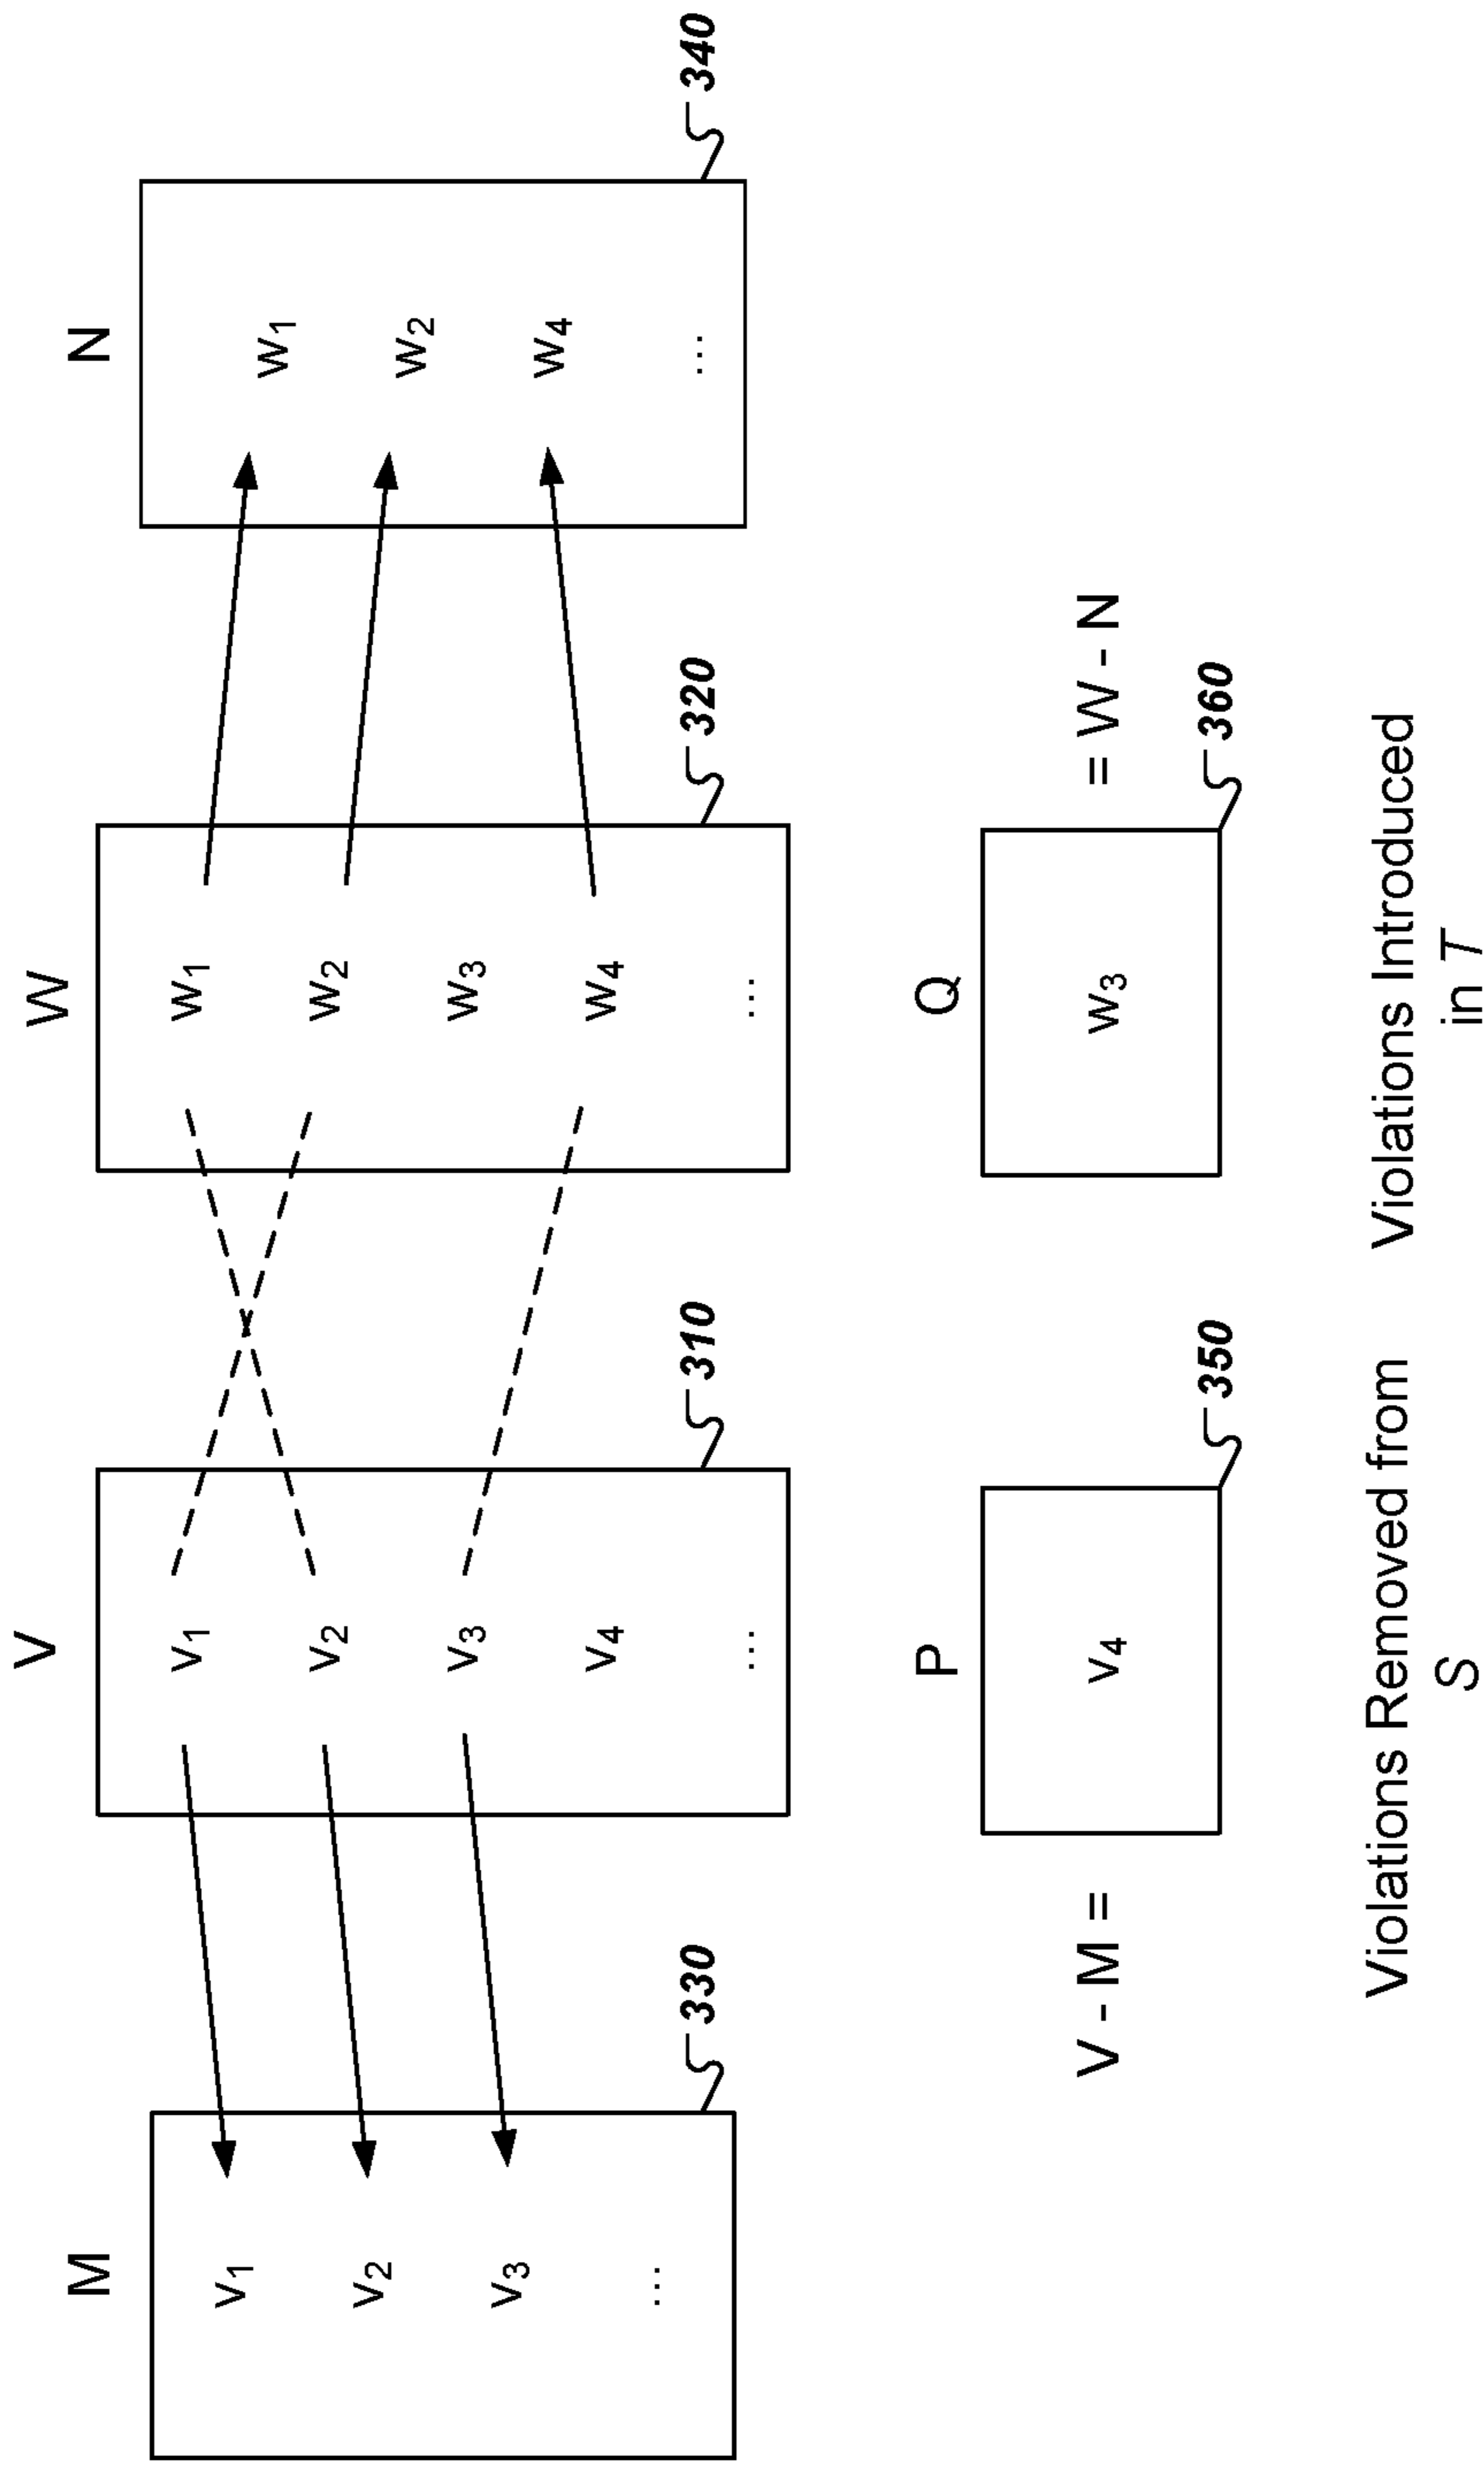 M
V
W
N
V1
V2
V3
...
V1
V2
V3
V4
...
W1
W2
W3
W4
...
W1
W2
W4
...
330
310
320
340
P
Q
V - M =
V4
W3
= W - N
350
360
Violations Removed from
S
Violations Introduced
in T